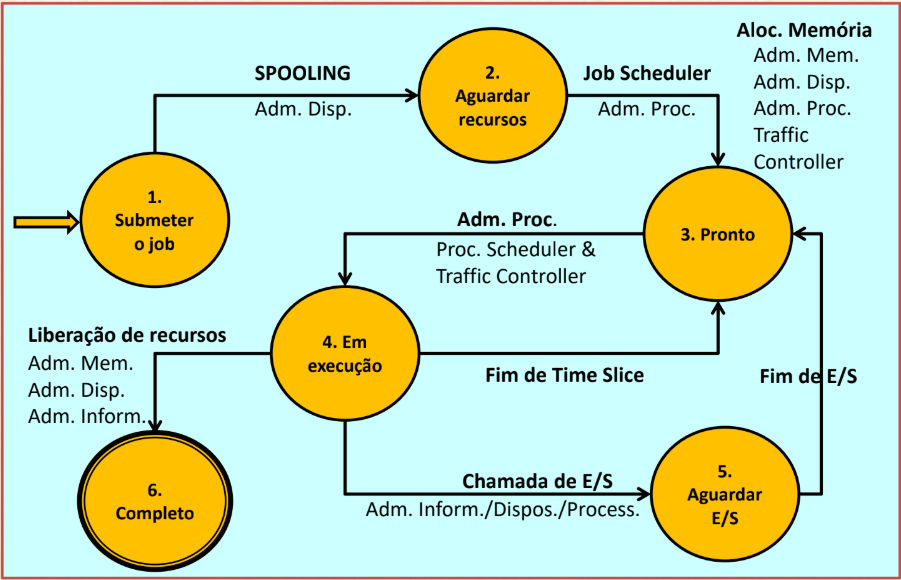 Aloc. Memória
Adm. Mem.
Adm. Disp.
Adm. Proc.
Traffic
Controller
SPOOLING
Adm. Disp.
2.
Aguardar
recursos
Job Scheduler
Adm. Proc.
1.
Submeter
o job
Adm. Proc.
Proc. Scheduler &
Traffic Controller
3. Pronto
Liberação de recursos
Adm. Mem.
Adm. Disp.
Adm. Inform.
4. Em
execução
Fim de Time Slice
Fim de E/S
6.
Completo
Chamada de E/S
Adm. Inform./Dispos./Process.
5.
Aguardar
E/S